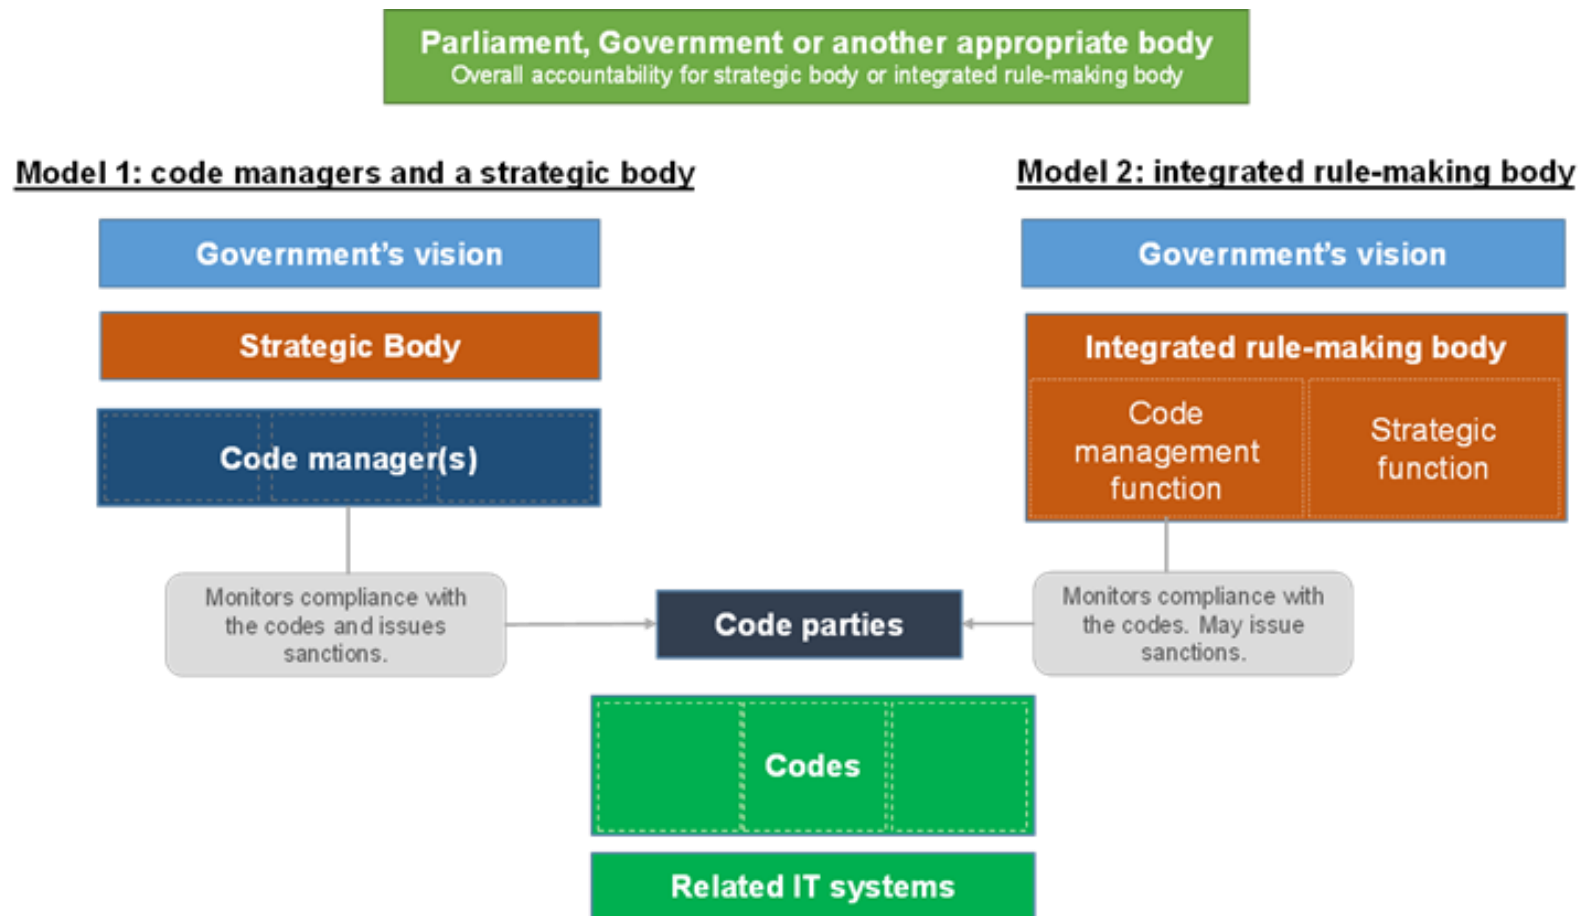 Parliament, Government or another appropriate body
Overall accountability for strategic body or integrated rule-making body
Model 1: code managers and a strategic body
Government's vision
Strategic Body
Code manager(s)
Monitors compliance with
the codes and issues
sanctions.
Model 2: integrated rule-making body
Government's vision
Integrated rule-making body
Code
management
function
Strategic
function
Monitors compliance with
the codes. May issue
sanctions.
Code parties
Codes
Related IT systems